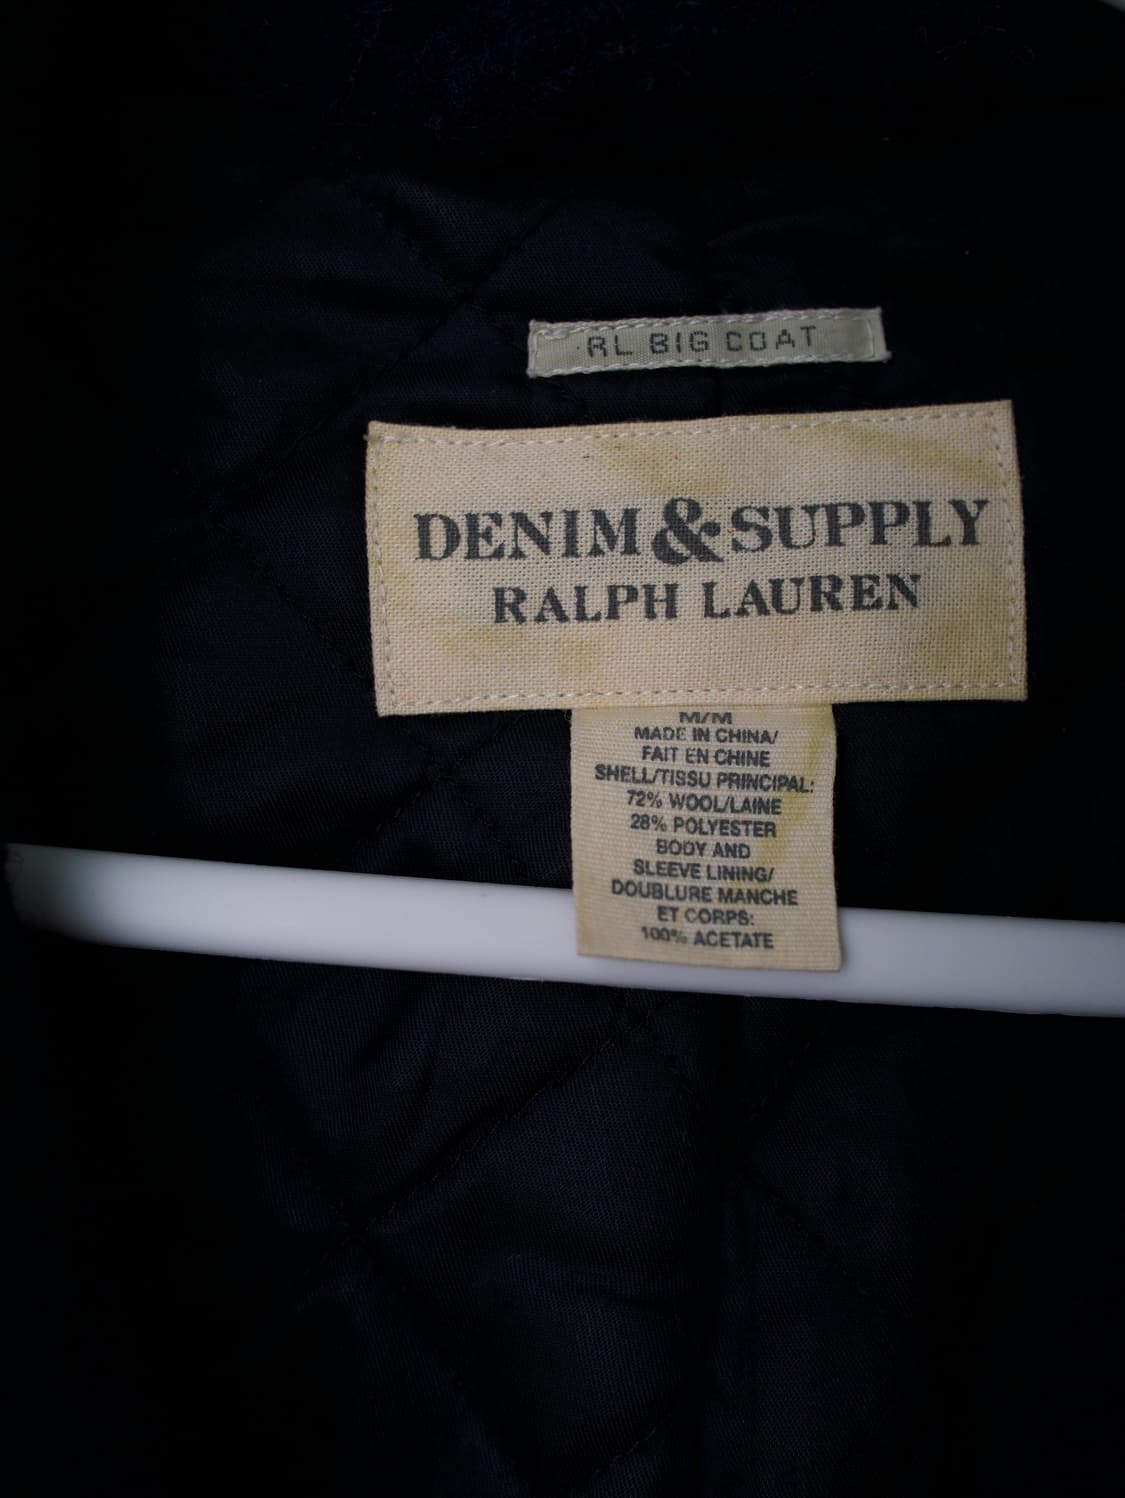 RL BIG COAT
DENIM & SUPPLY
RALPH LAUREN
M/M
MADE IN CHINA/
FAIT EN CHINE
SHELL/TISSU PRINCIPAL:
72% WOOL/LAINE
28% POLYESTER
BODY AND
SLEEVE LINING/
DOUBLURE MANCHE
ET CORPS:
100% ACETATE